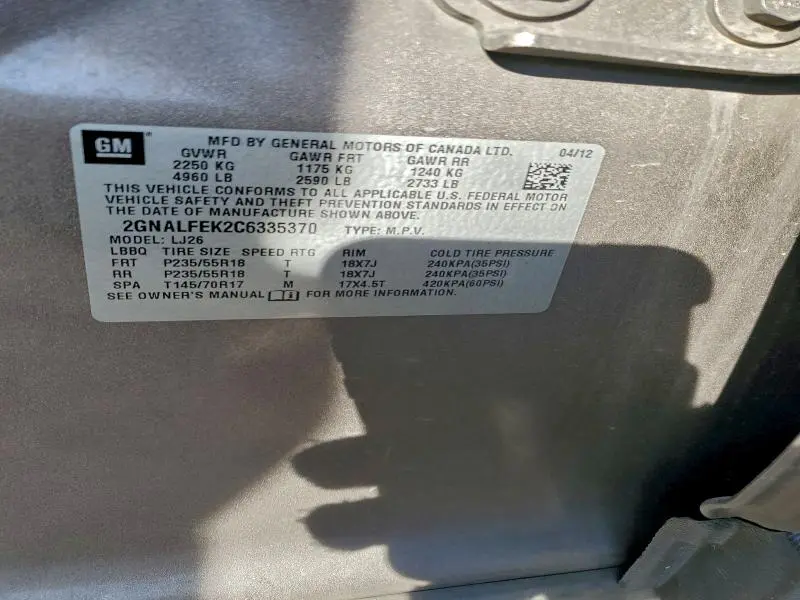 GM ® MFD BY GENERAL MOTORS OF CANADA LTD. 04/12
GVWR GAWR FRT GAWR RR
2250 KG 1175 KG 1240 KG
4960 LB 2590 LB 2733 LB
THIS VEHICLE CONFORMS TO ALL APPLICABLE U.S. FEDERAL MOTOR
VEHICLE SAFETY AND THEFT PREVENTION STANDARDS IN EFFECT ON
THE DATE OF MANUFACTURE SHOWN ABOVE.
2GNALFEK2C6335370 TYPE: M.P.V.
MODEL: LJ26
LBBQ TIRE SIZE SPEED RTG RIM COLD TIRE PRESSURE
FRT P235/55R18 T 18X7J 240KPA(35PSI)
RR P235/55R18 T 18X7J 240KPA(35PSI)
SPA T145/70R17 M 17X4.5T 420KPA(60PSI)
SEE OWNER'S MANUAL FOR MORE INFORMATION.